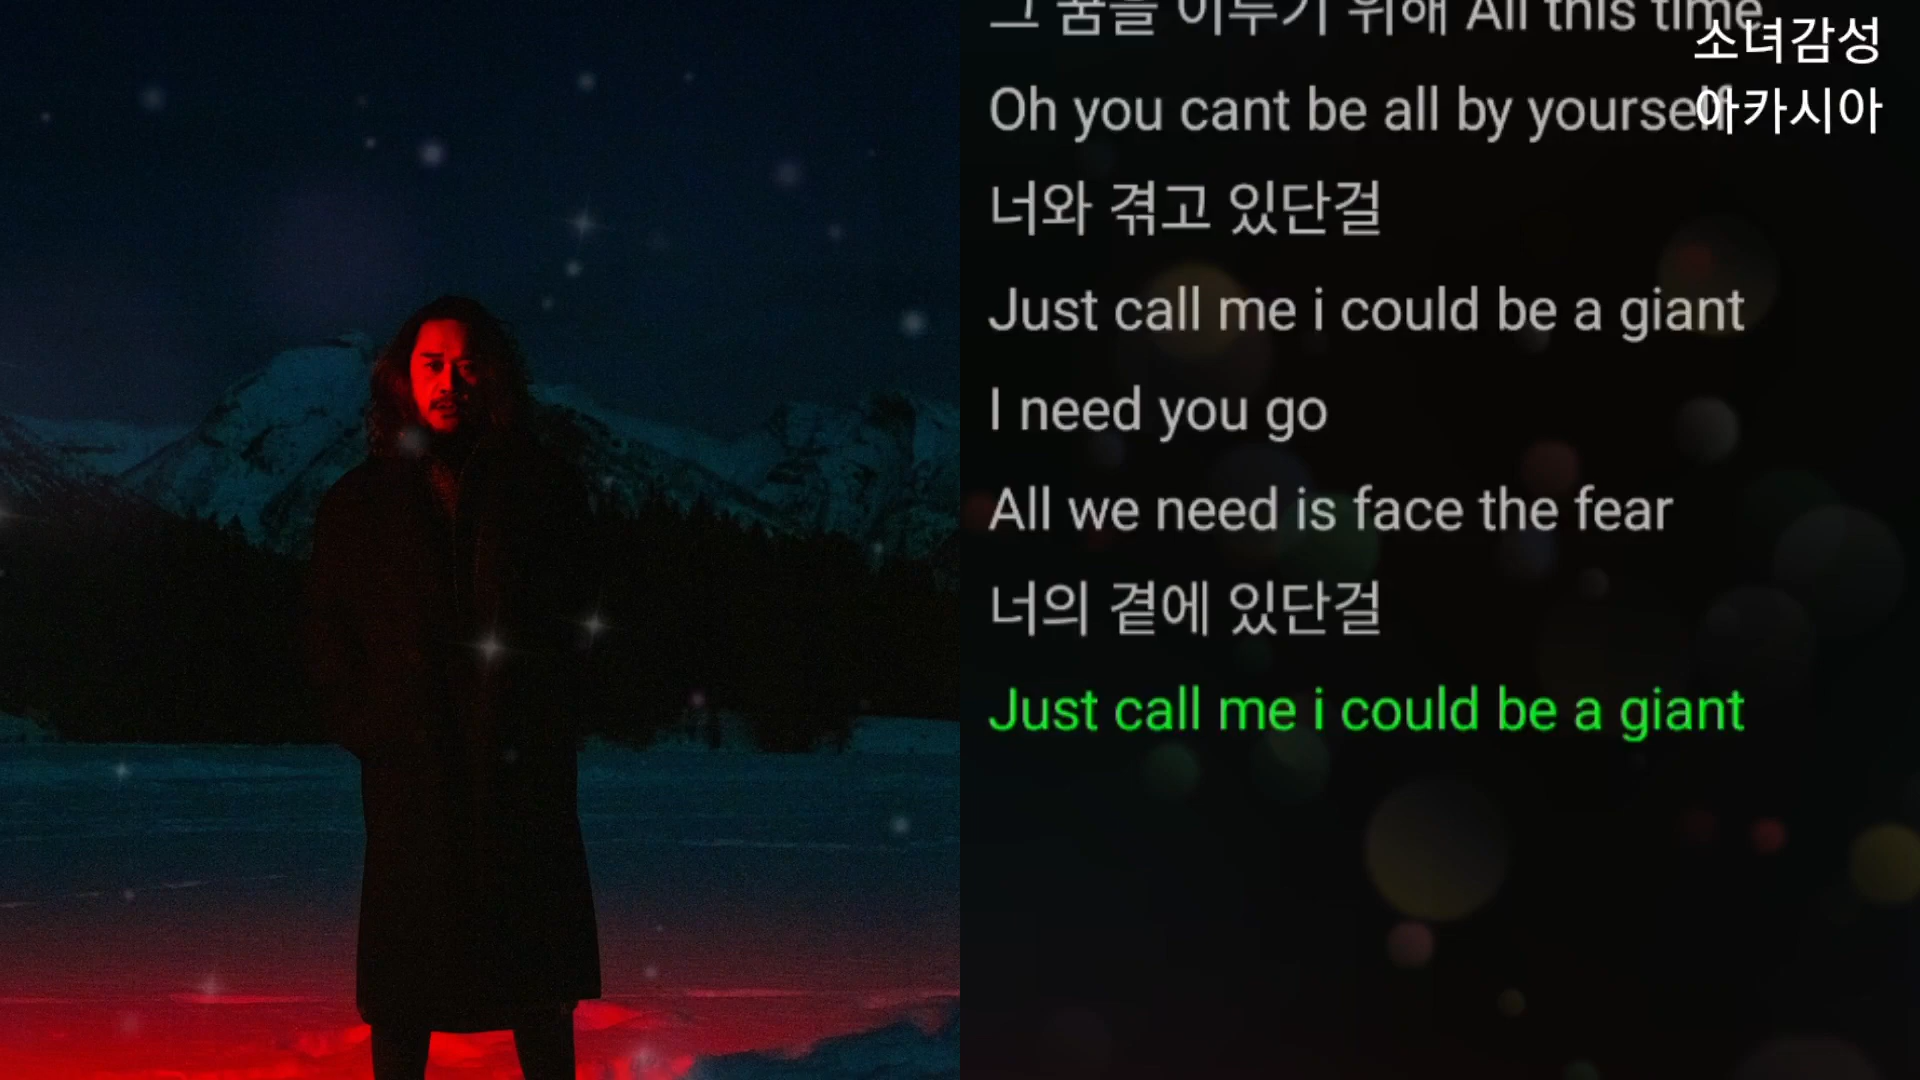 그 꿈을 이루기 위해 All this time
소녀감성
Oh you cant be all by yourself
아카시아
너와 겪고 있단걸
Just call me i could be a giant
I need you go
All we need is face the fear
너의 곁에 있단걸
Just call me i could be a giant